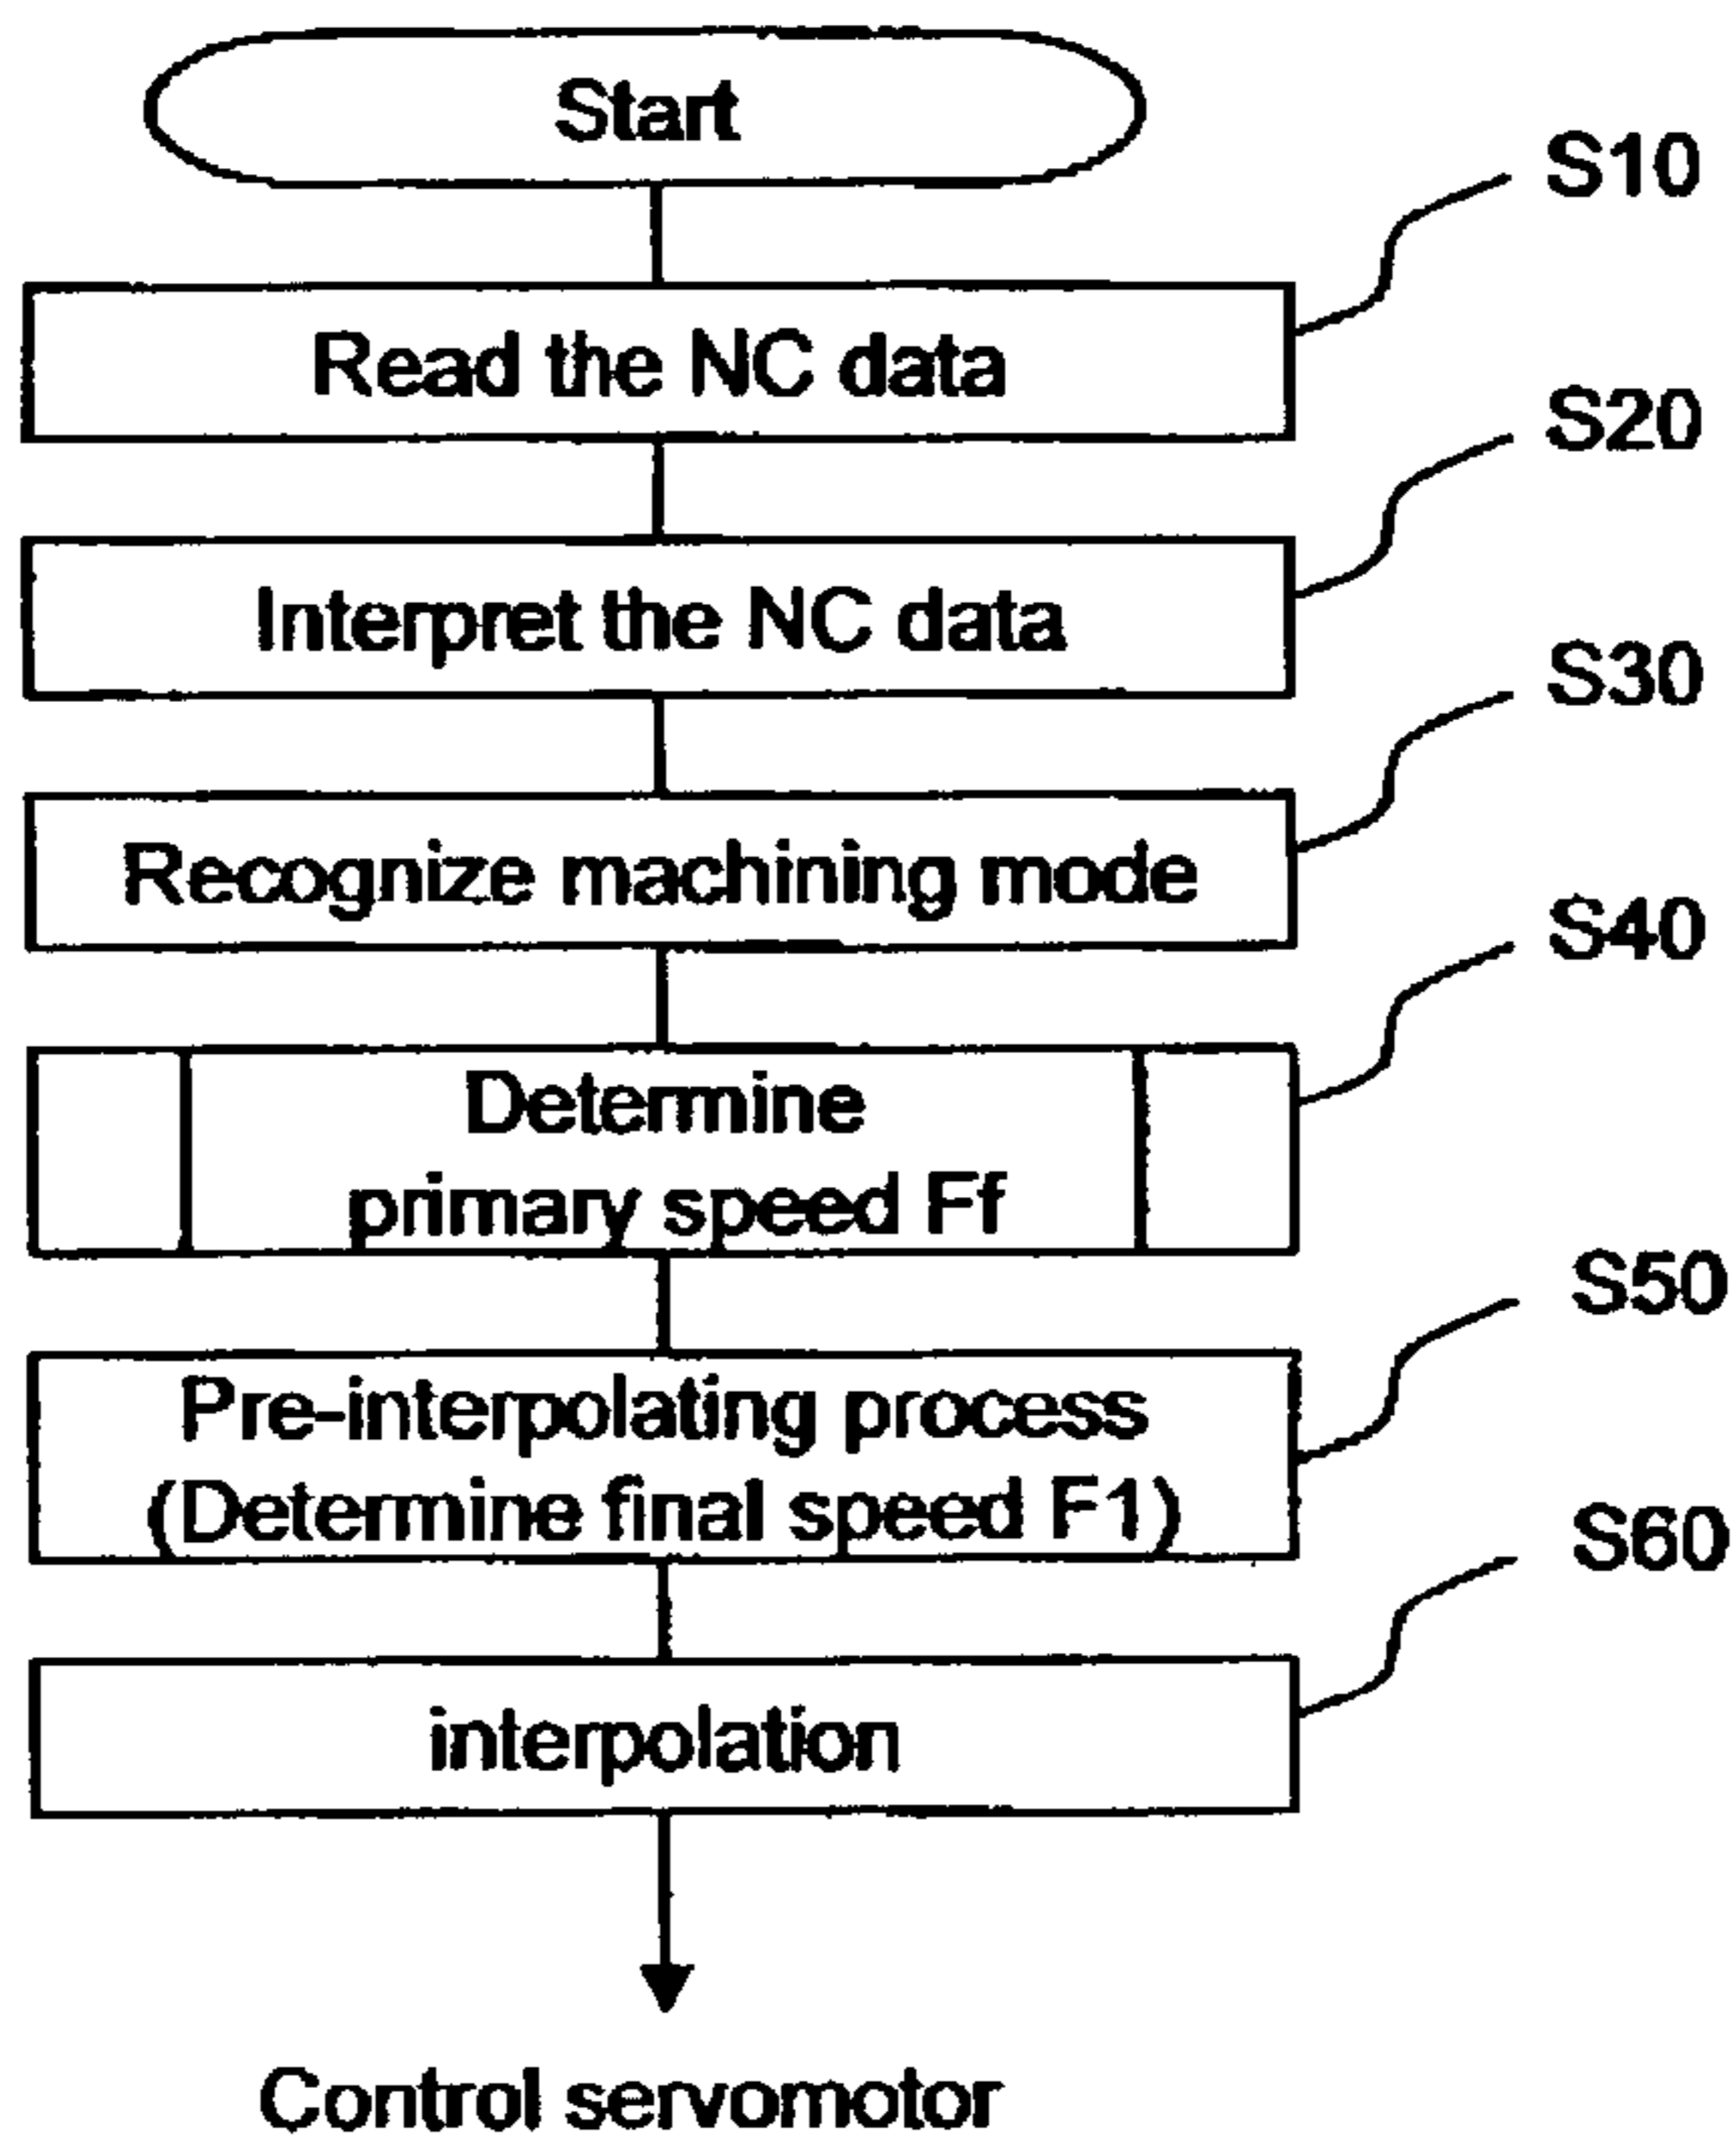 Start
S10
Read the NC data
S20
Interpret the NC data
S30
Recognize machining mode
S40
Determine
primary speed Ff
S50
Pre-interpolating process
(Determine final speed F1)
S60
interpolation
Control servomotor